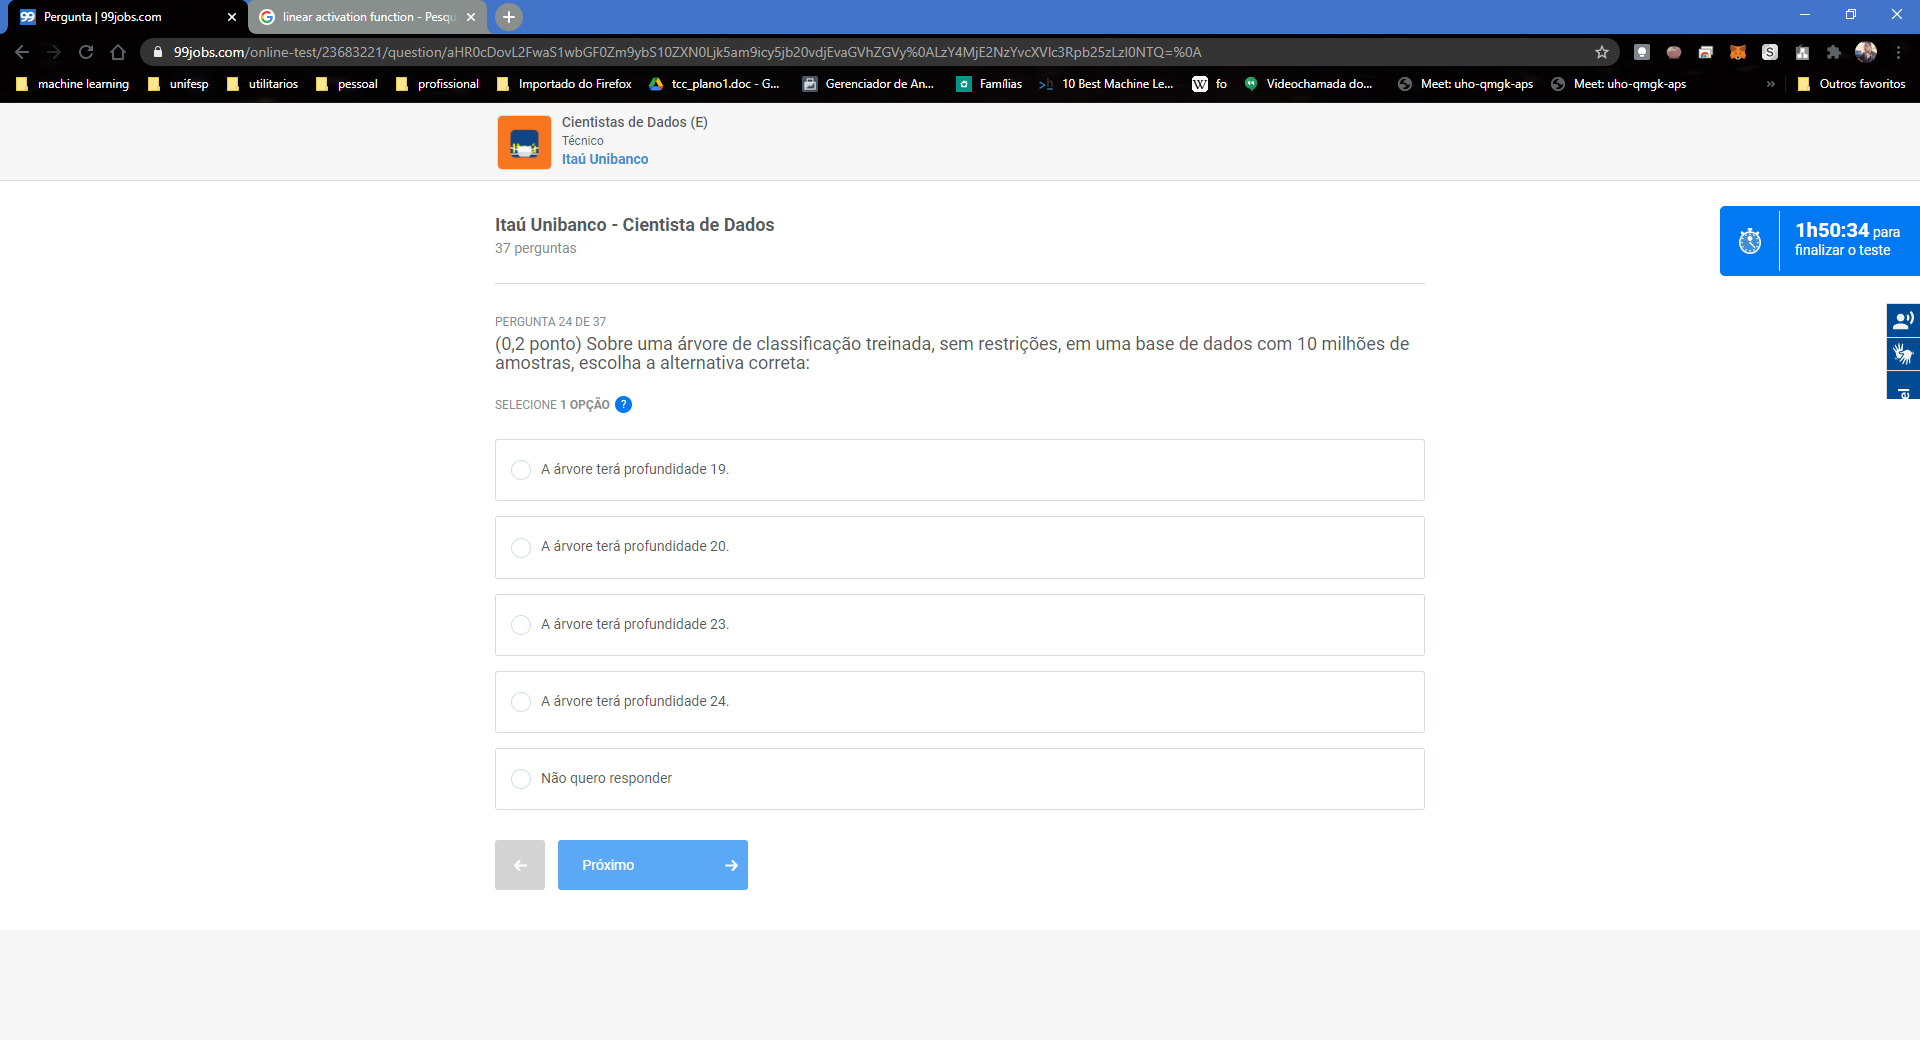 99 Pergunta | 99jobs.com
linear activation function - Pesqu
99jobs.com/online-test/23683221/question/aHR0cDovL2FwaS1wbGF0Zm9ybS10ZXN0Ljk5am9icy5jb20vdjEvaGVhZGVy%0ALzY4MjE2NzYvcXVlc3Rpb25zLzI0NTQ=%0A
machine learning
unifesp
utilitarios
pessoal
profissional
Importado do Firefox
tcc_plano1.doc - G...
Gerenciador de An...
Famílias
10 Best Machine Le...
W fo
Videochamada do...
Meet: uho-qmgk-aps
Meet: uho-qmgk-aps
»
Outros favoritos
Cientistas de Dados (E)
Técnico
Itaú Unibanco
Itaú Unibanco - Cientista de Dados
37 perguntas
1h50:34 para
finalizar o teste
PERGUNTA 24 DE 37
(0,2 ponto) Sobre uma árvore de classificação treinada, sem restrições, em uma base de dados com 10 milhões de
amostras, escolha a alternativa correta:
SELECIONE 1 OPÇÃO ?
A árvore terá profundidade 19.
A árvore terá profundidade 20.
A árvore terá profundidade 23.
A árvore terá profundidade 24.
Não quero responder
Próximo